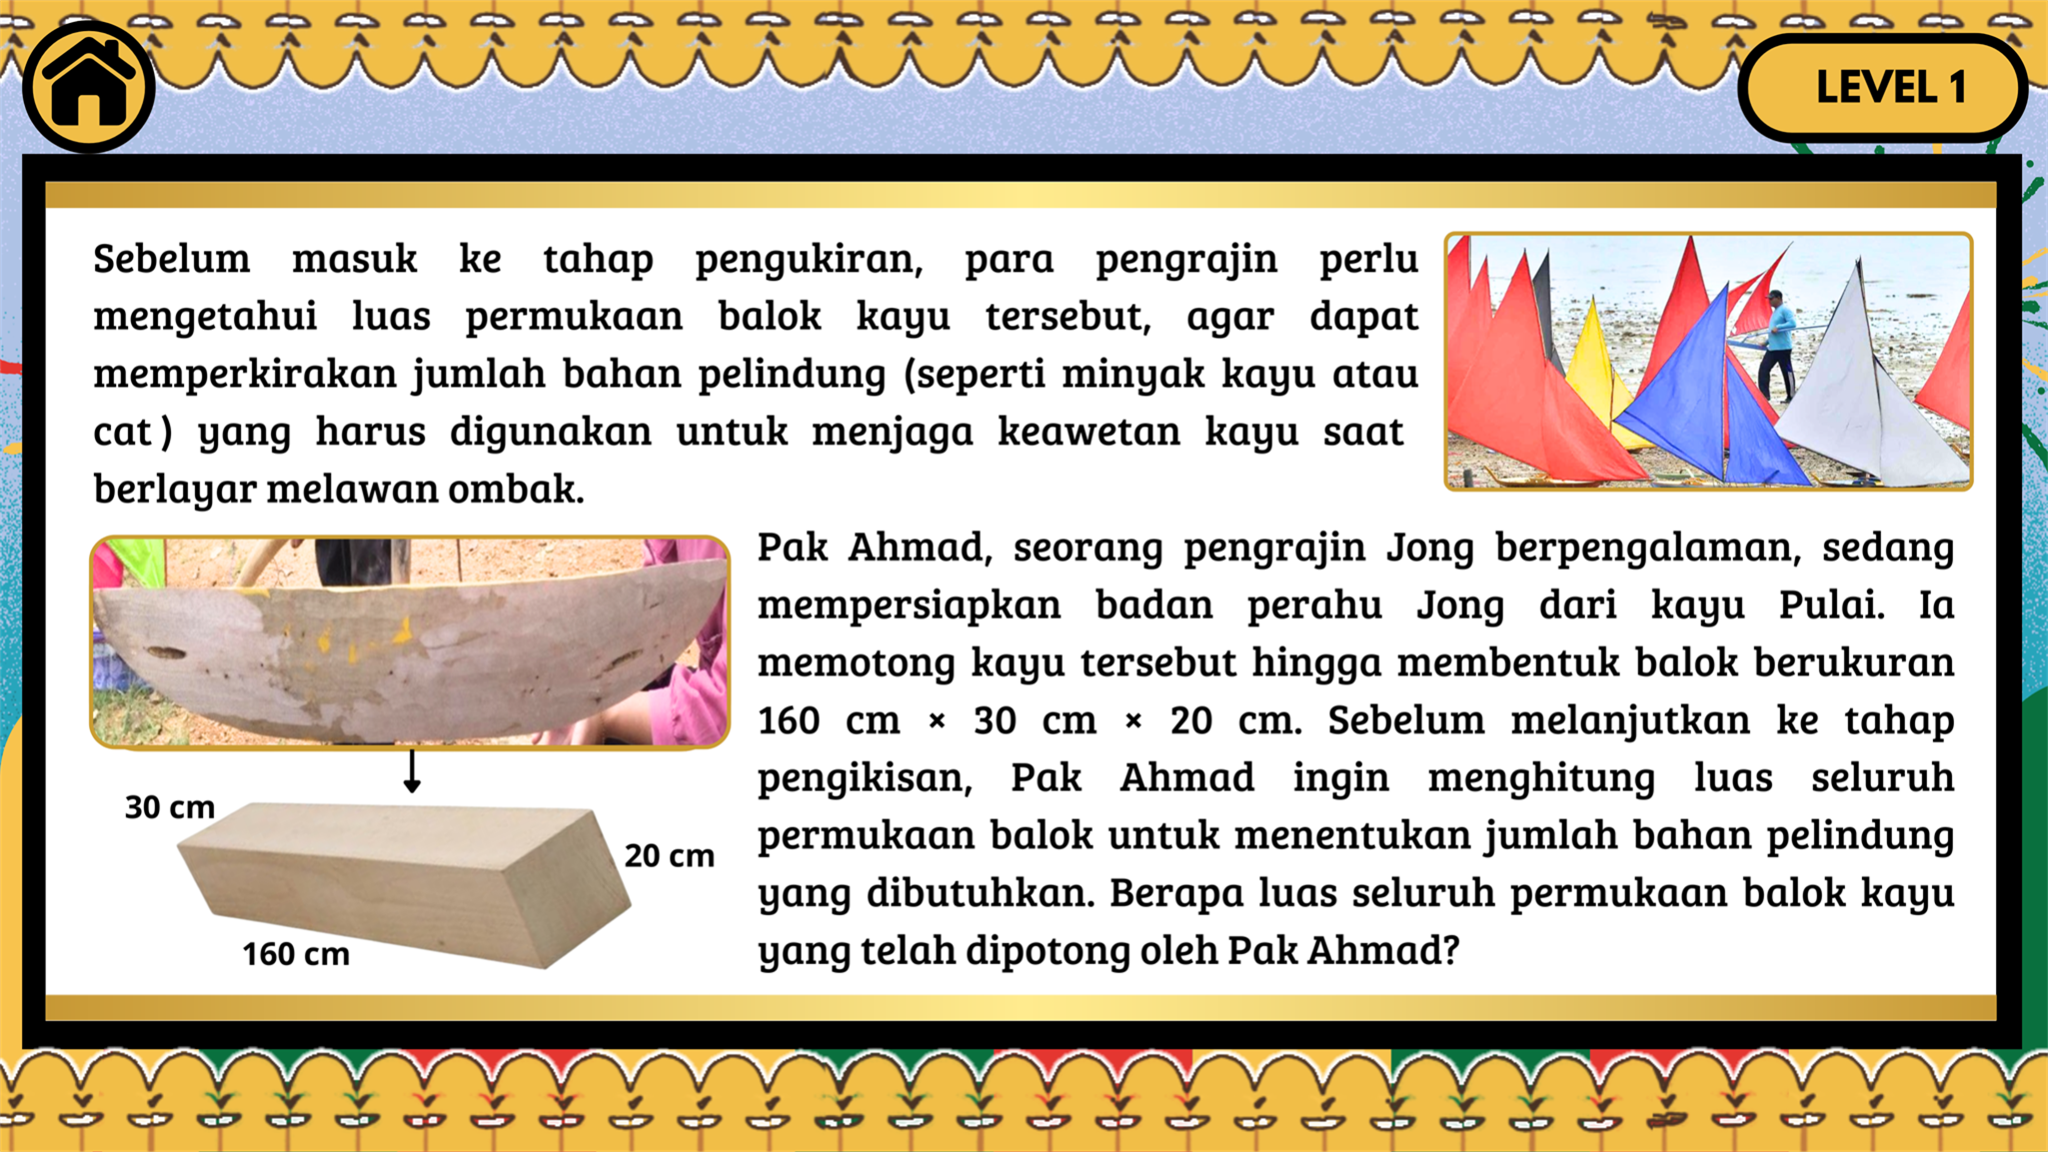 LEVEL 1
Sebelum masuk ke tahap pengukiran, para pengrajin perlu
mengetahui luas permukaan balok kayu tersebut, agar dapat
memperkirakan jumlah bahan pelindung (seperti minyak kayu atau
cat ) yang harus digunakan untuk menjaga keawetan kayu saat
berlayar melawan ombak.
Pak Ahmad, seorang pengrajin Jong berpengalaman, sedang
mempersiapkan badan perahu Jong dari kayu Pulai. Ia
memotong kayu tersebut hingga membentuk balok berukuran
160 cm × 30 cm × 20 cm. Sebelum melanjutkan ke tahap
pengikisan, Pak Ahmad ingin menghitung luas seluruh
permukaan balok untuk menentukan jumlah bahan pelindung
yang dibutuhkan. Berapa luas seluruh permukaan balok kayu
yang telah dipotong oleh Pak Ahmad?
30 cm
20 cm
160 cm